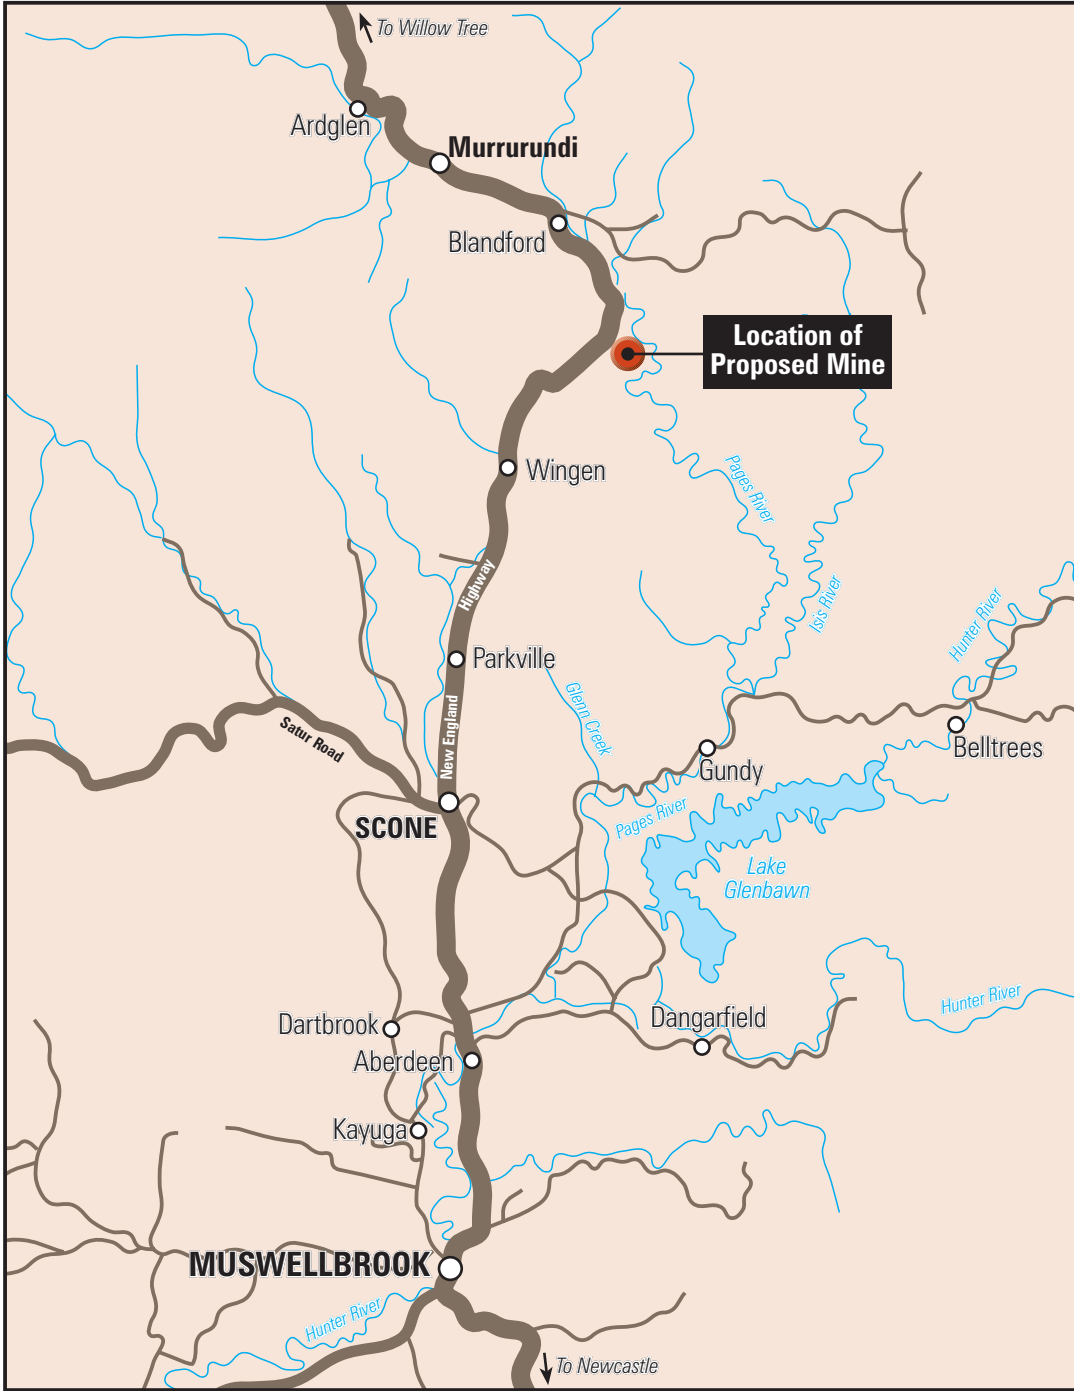 To Willow Tree
Ardglen
Murrurundi
Blandford
Location of
Proposed Mine
Wingen
Pages River
Highway
Isis River
Hunter River
Parkville
Glenn Creek
New England
Satur Road
Belltrees
Gundy
SCONE
Pages River
Lake
Glenbawn
Hunter River
Dartbrook
Dangarfield
Aberdeen
Kayuga
MUSWELLBROOK
Hunter River
To Newcastle